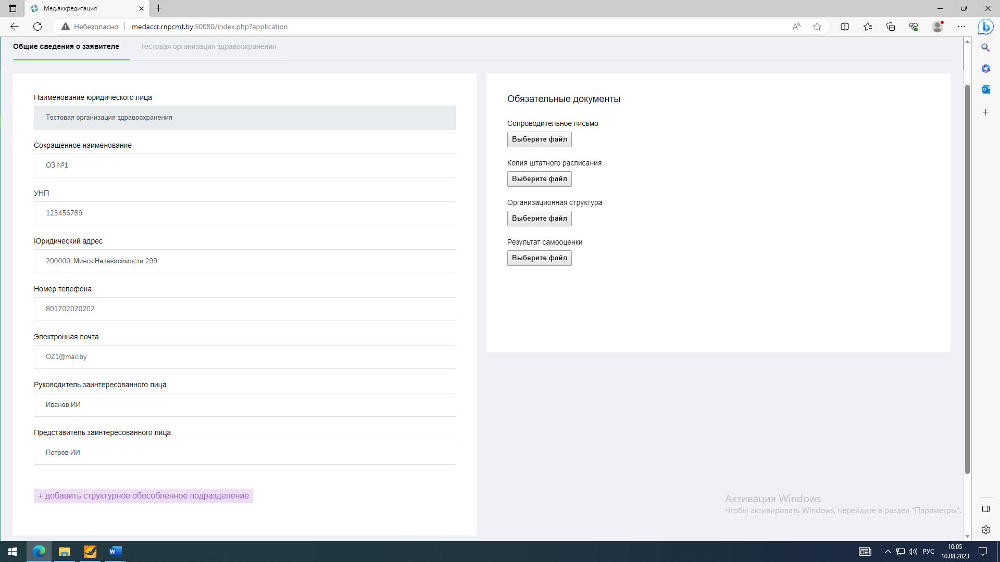 Мед.аккредитация
Небезопасно
medaccr.rnpcmt.by:50080/index.php?application
Общие сведения о заявителе
Тестовая организация здравоохранения
Наименование юридического лица
Тестовая организация здравоохранения
Сокращенное наименование
ОЗ №1
УНП
123456789
Юридический адрес
200000, Минск Независимости 299
Номер телефона
801702020202
Электронная почта
OZ1@mail.by
Руководитель заинтересованного лица
Иванов ИИ
Представитель заинтересованного лица
Петров ИИ
+ добавить структурное обособленное подразделение
Обязательные документы
Сопроводительное письмо
Выберите файл
Копия штатного расписания
Выберите файл
Организационная структура
Выберите файл
Результат самооценки
Выберите файл
Активация Windows
Чтобы активировать Windows, перейдите в раздел "Параметры".
РУС
10:05
10.08.2023